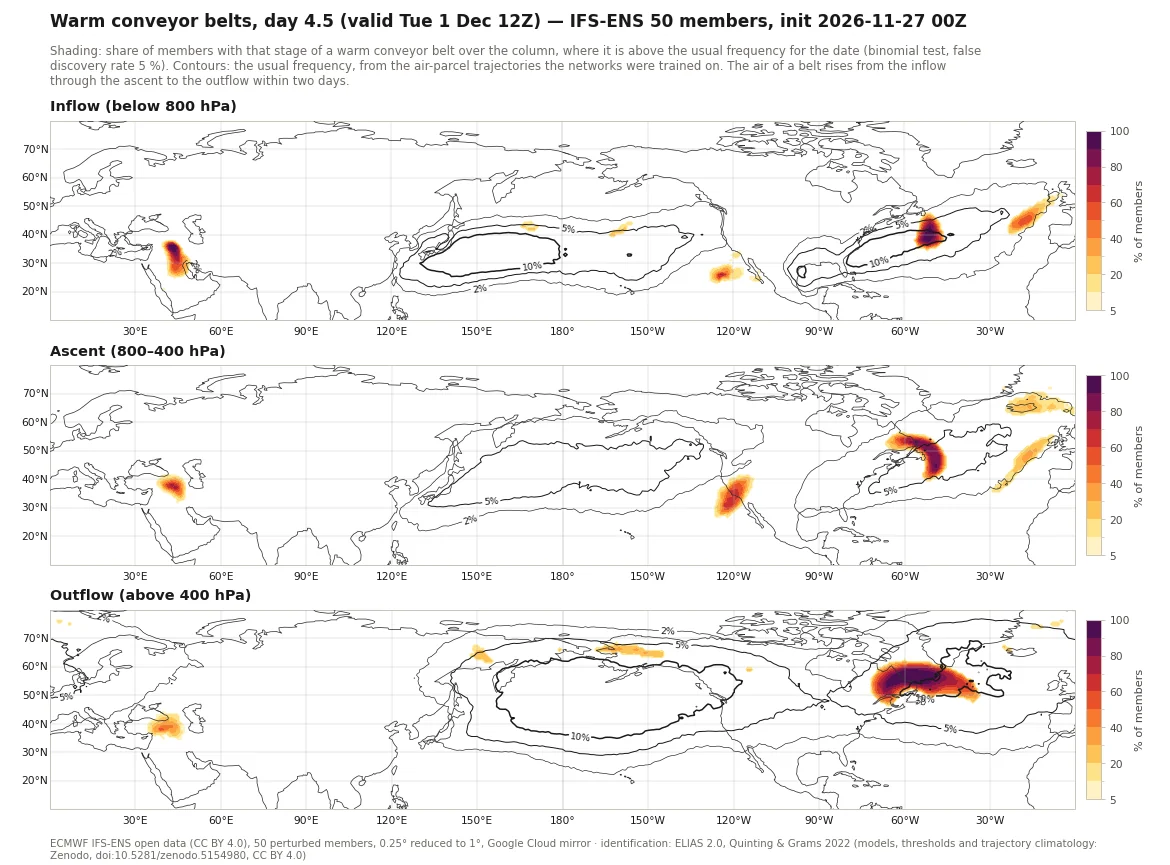 Warm conveyor belts, day 4.5 (valid Tue 1 Dec 12Z) — IFS-ENS 50 members, init 2026-11-27 00Z
Shading: share of members with that stage of a warm conveyor belt over the column, where it is above the usual frequency for the date (binomial test, false
discovery rate 5 %). Contours: the usual frequency, from the air-parcel trajectories the networks were trained on. The air of a belt rises from the inflow
through the ascent to the outflow within two days.
Inflow (below 800 hPa)
70°N
60°N
50°N
40°N
30°N
20°N
5%
10%
2%
5%
10%
30°E
60°E
90°E
120°E
150°E
180°
150°W
120°W
90°W
60°W
30°W
100
80
60
40
20
5
% of members
Ascent (800–400 hPa)
70°N
60°N
50°N
40°N
30°N
20°N
5%
2%
5%
30°E
60°E
90°E
120°E
150°E
180°
150°W
120°W
90°W
60°W
30°W
100
80
60
40
20
5
% of members
Outflow (above 400 hPa)
70°N
60°N
50°N
40°N
30°N
20°N
2%
5%
2%
5%
10%
10%
5%
30°E
60°E
90°E
120°E
150°E
180°
150°W
120°W
90°W
60°W
30°W
100
80
60
40
20
5
% of members
ECMWF IFS-ENS open data (CC BY 4.0), 50 perturbed members, 0.25° reduced to 1°, Google Cloud mirror · identification: ELIAS 2.0, Quinting & Grams 2022 (models, thresholds and trajectory climatology:
Zenodo, doi:10.5281/zenodo.5154980, CC BY 4.0)